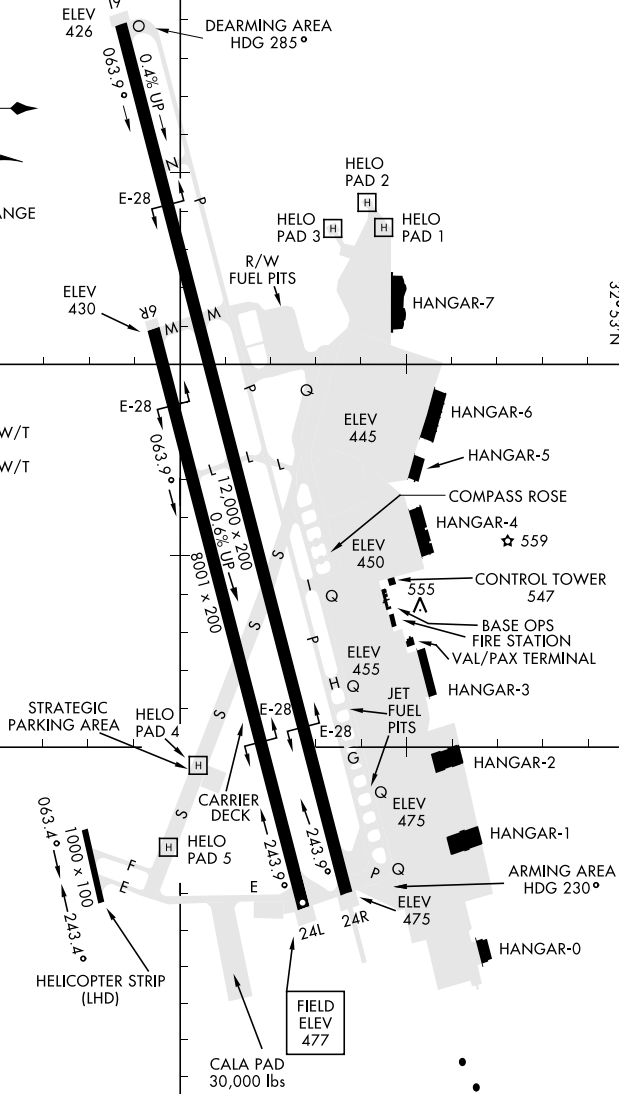 ELEV
426
DEARMING AREA
HDG 285°
063.9°
0.4% UP
N
P
E-28
ANGE
HELO
PAD 2
H
HELO
PAD 3
H
H
HELO
PAD 1
R/W
FUEL PITS
HANGAR-7
ELEV
430
6R
W
W
32°53'N
E-28
P
Q
ELEV
445
HANGAR-6
W/T
W/T
HANGAR-5
063.9°
L
L
L
12,000 x 200
0.6% UP
8001 x 200
COMPASS ROSE
HANGAR-4
559
S
ELEV
450
I
Q
CONTROL TOWER
547
555
BASE OPS
FIRE STATION
VAL/PAX TERMINAL
S
P
ELEV
455
H
Q
HANGAR-3
JET
FUEL
PITS
STRATEGIC
PARKING AREA
HELO
PAD 4
S
E-28
E-28
H
G
HANGAR-2
CARRIER
DECK
Q
ELEV
475
S
063.4°
1000 x 100
243.4°
H
HELO
PAD 5
HANGAR-1
243.9°
243.9°
F
E
E
P
Q
ARMING AREA
HDG 230°
24L
24R
ELEV
475
HANGAR-0
HELICOPTER STRIP
(LHD)
FIELD
ELEV
477
CALA PAD
30,000 lbs